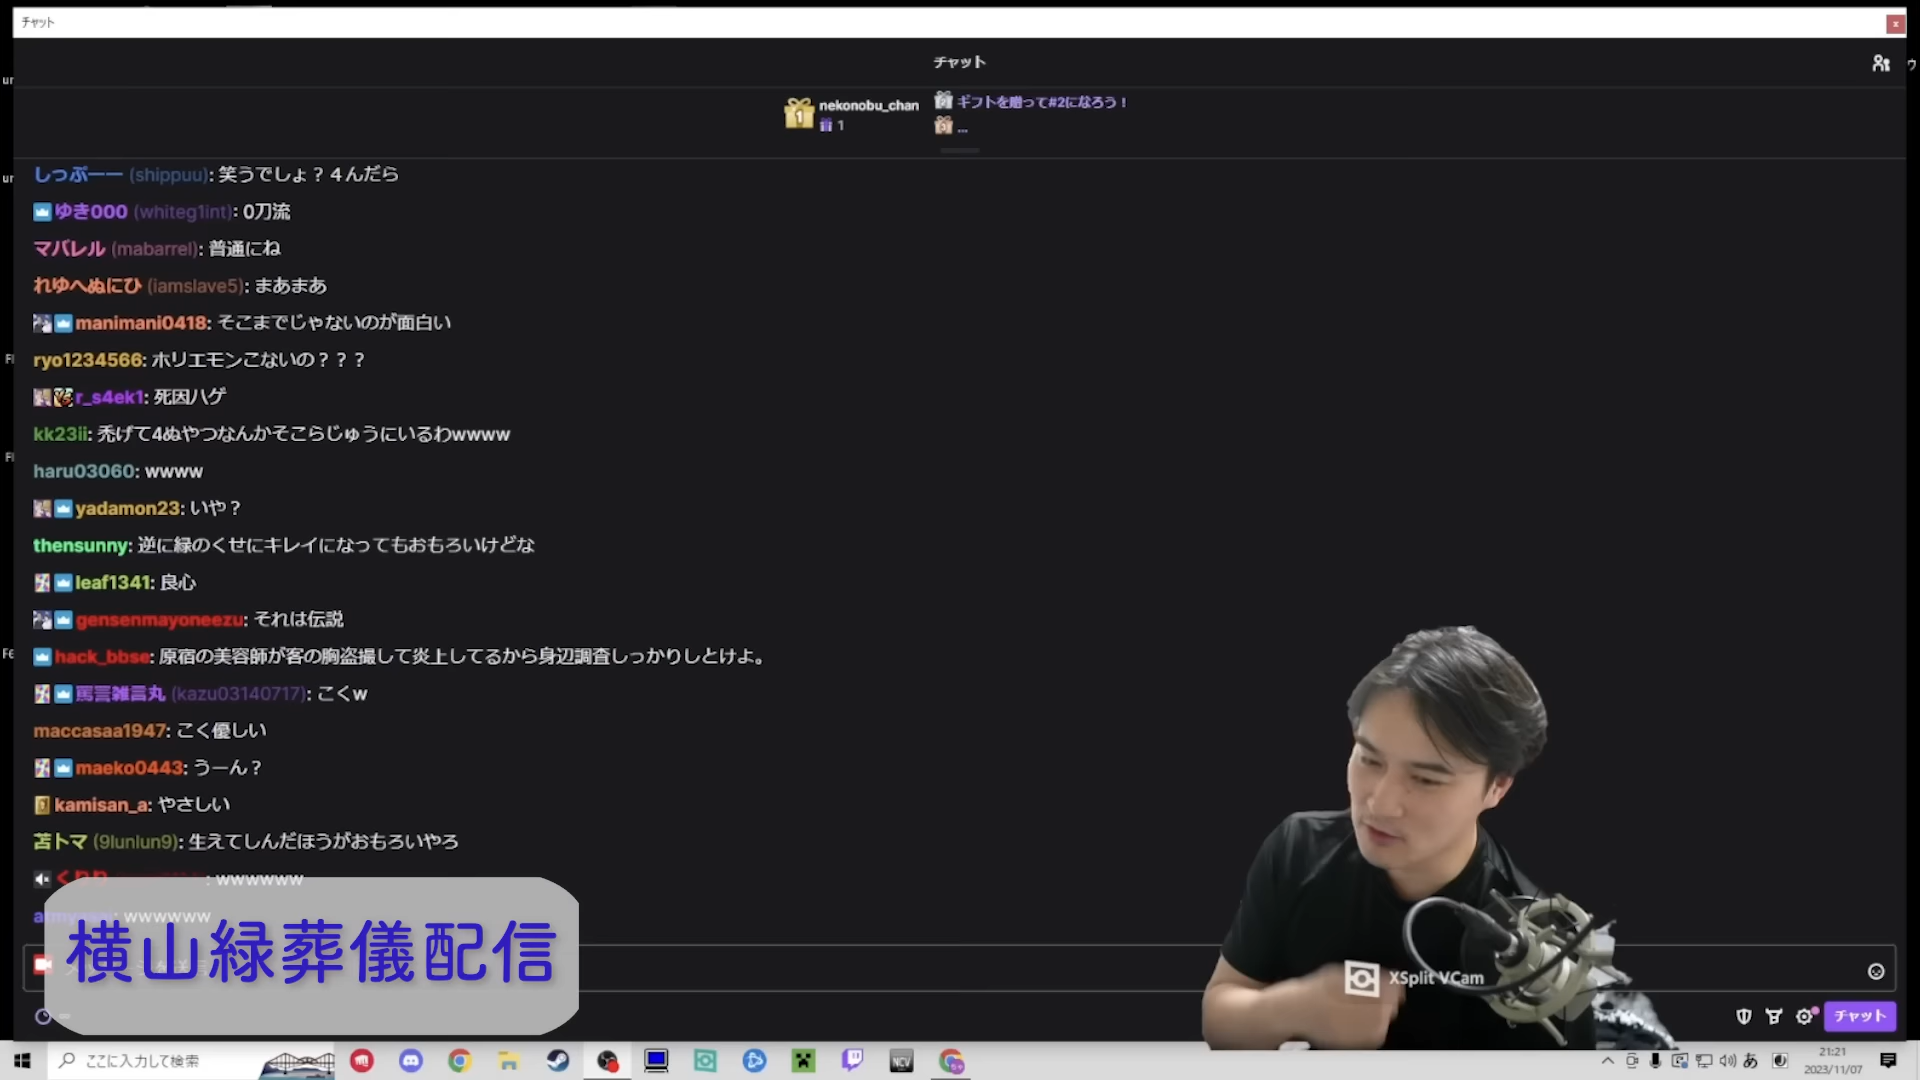 チャット
チャット
nekonobu_chan
1
ギフトを贈って#2になろう！
...
しっぷーー (shippuu): 笑うでしょ？４んだら
ゆき000 (whiteg1int): 0刀流
マバレル (mabarrel): 普通にね
れゆへぬにひ (iamslave5): まあまあ
manimani0418: そこまでじゃないのが面白い
ryo1234566: ホリエモンこないの？？？
r_s4ek1: 死因ハゲ
kk23ii: 禿げて4ぬやつなんかそこらじゅうにいるわwwww
haru03060: wwww
yadamon23: いや？
thensunny: 逆に緑のくせにキレイになってもおもろいけどな
leaf1341: 良心
gensenmayoneezu: それは伝説
hack_bbse: 原宿の美容師が客の胸盗撮して炎上してるから身辺調査しっかりしとけよ。
罵詈雑言丸 (kazu03140717): こくw
maccasaa1947: こく優しい
maeko0443: うーん？
kamisan_a: やさしい
苔トマ (9lunlun9): 生えてしんだほうがおもろいやろ
くりり : wwwwww
: wwwwww
横山緑葬儀配信
XSplit VCam
チャット
ここに入力して検索
NCV
あ
21:21
2023/11/07